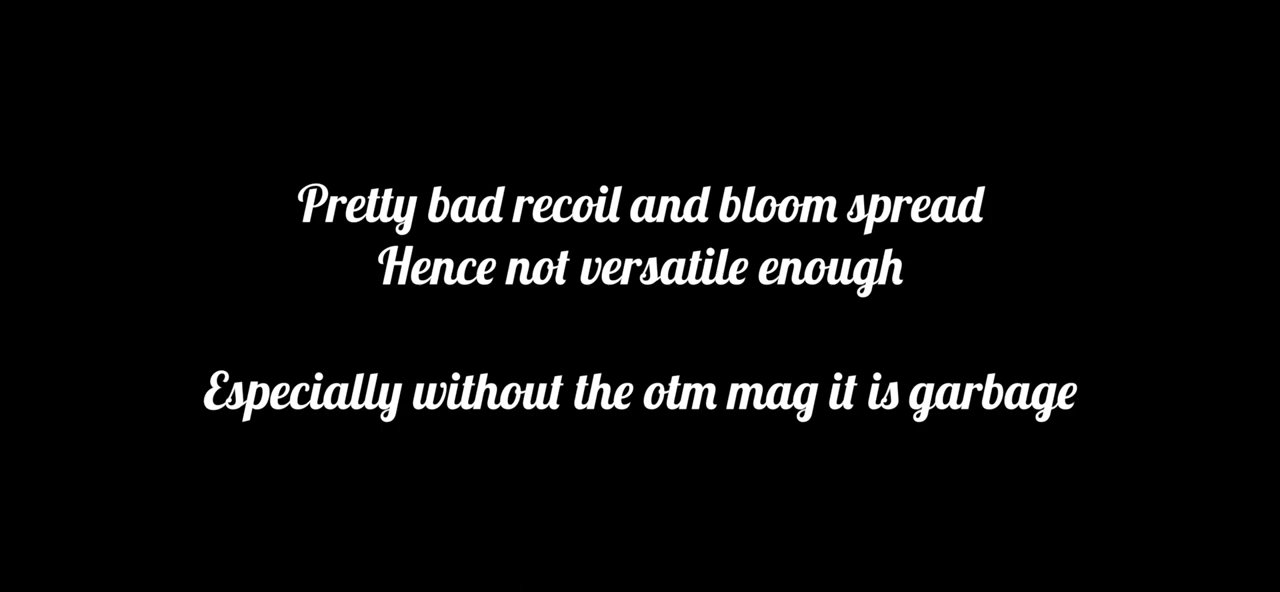 Pretty bad recoil and bloom spread
Hence not versatile enough
Especially without the otm mag it is garbage